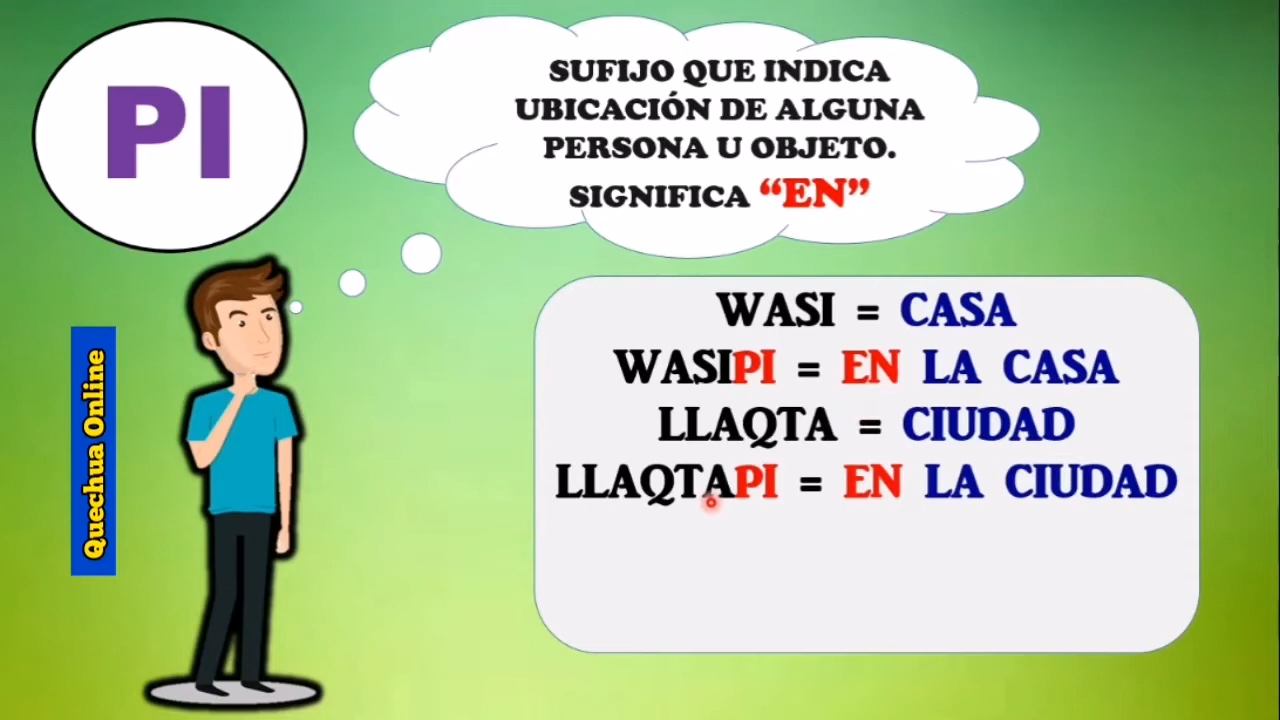 PI
SUFIJO QUE INDICA
UBICACIÓN DE ALGUNA
PERSONA U OBJETO.
SIGNIFICA “EN”
WASI = CASA
WASIPI = EN LA CASA
LLAQTA = CIUDAD
LLAQTAPI = EN LA CIUDAD
Quechua Online